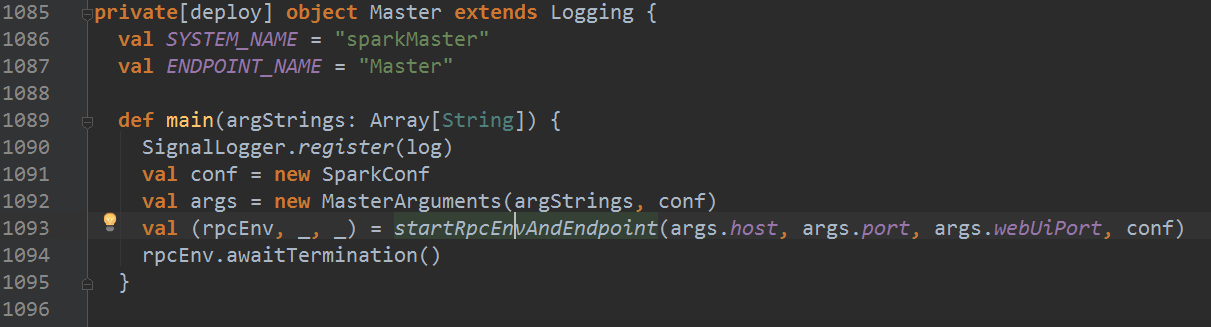 1085 private[deploy] object Master extends Logging {
1086   val SYSTEM_NAME = "sparkMaster"
1087   val ENDPOINT_NAME = "Master"
1088
1089   def main(argStrings: Array[String]) {
1090     SignalLogger.register(log)
1091     val conf = new SparkConf
1092     val args = new MasterArguments(argStrings, conf)
1093     val (rpcEnv, _, _) = startRpcEnvAndEndpoint(args.host, args.port, args.webUiPort, conf)
1094     rpcEnv.awaitTermination()
1095   }
1096